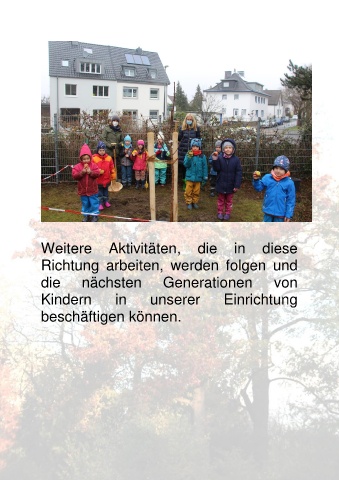 Weitere Aktivitäten, die in diese
Richtung arbeiten, werden folgen und
die nächsten Generationen von
Kindern in unserer Einrichtung
beschäftigen können.